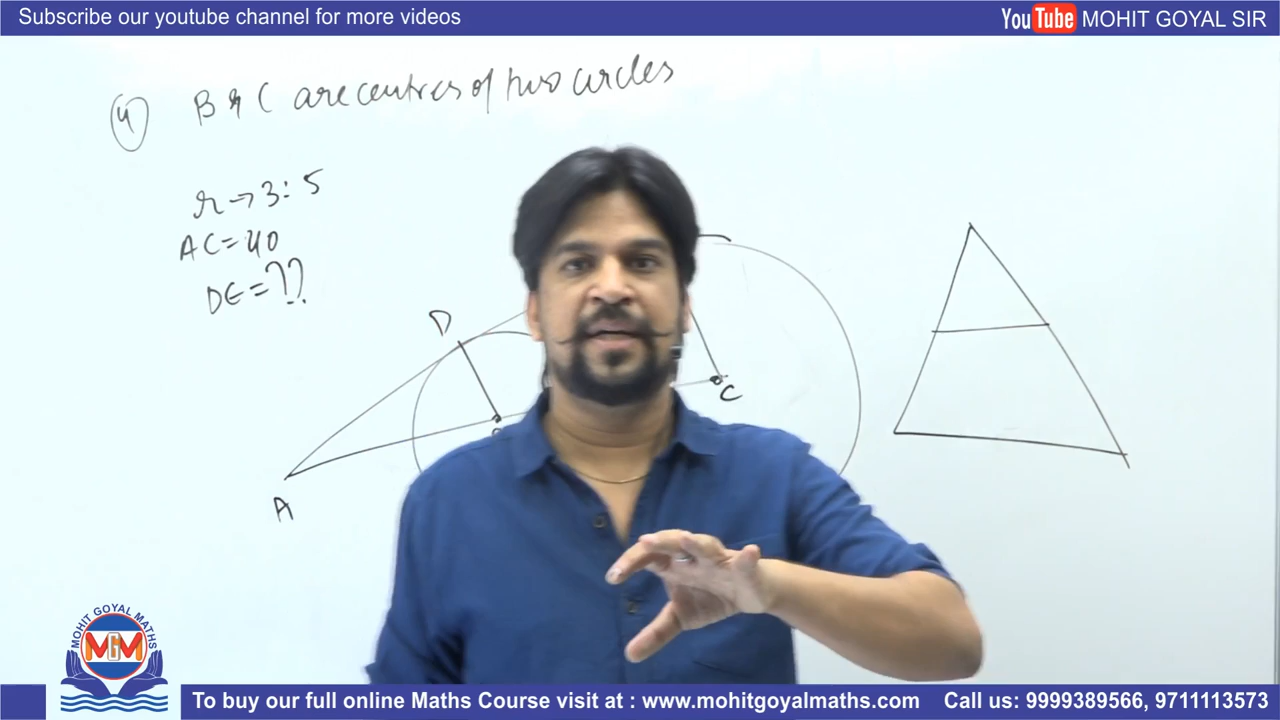 Subscribe our youtube channel for more videos
YouTube MOHIT GOYAL SIR
4 B & C are centres of two circles
r → 3:5
AC = 40
DE = ??
D
C
A
MOHIT GOYAL MATHS
MGM
To buy our full online Maths Course visit at : www.mohitgoyalmaths.com Call us: 9999389566, 9711113573